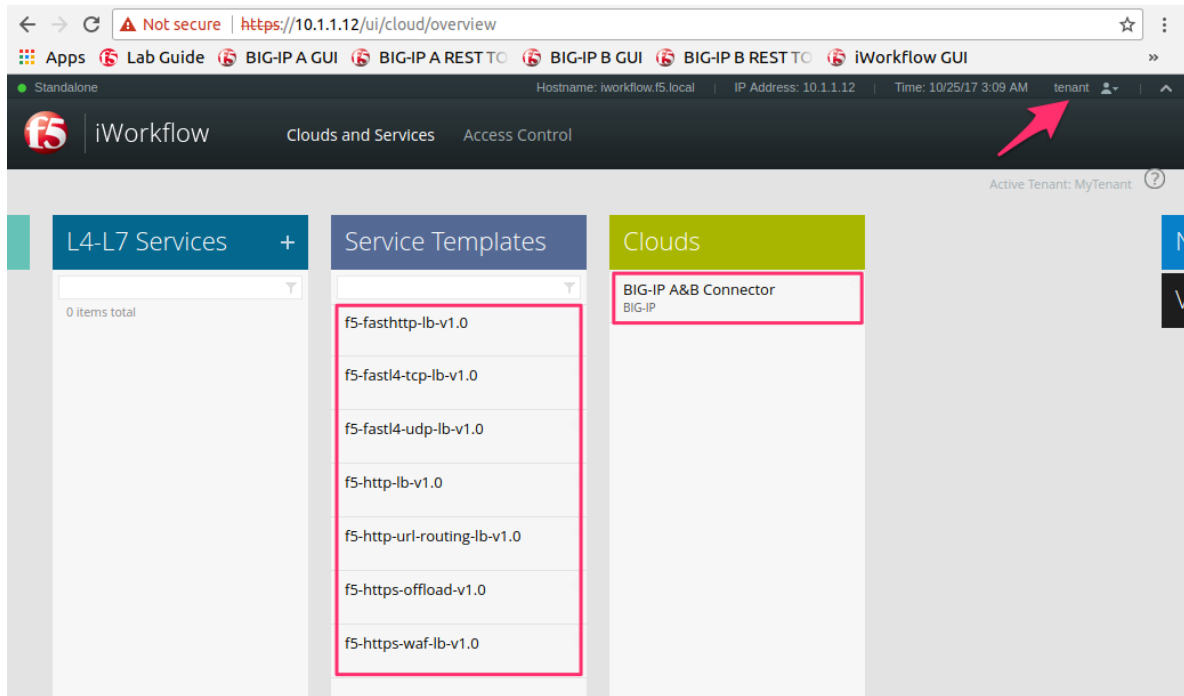 Not secure | https://10.1.1.12/ui/cloud/overview
Apps Lab Guide BIG-IP A GUI BIG-IP A REST TO BIG-IP B GUI BIG-IP B REST TO iWorkflow GUI »
Standalone Hostname: iworkflow.f5.local | IP Address: 10.1.1.12 | Time: 10/25/17 3:09 AM tenant
f5 iWorkflow Clouds and Services Access Control
Active Tenant: MyTenant ?
L4-L7 Services + Service Templates Clouds
0 items total
f5-fasthttp-lb-v1.0
f5-fastl4-tcp-lb-v1.0
f5-fastl4-udp-lb-v1.0
f5-http-lb-v1.0
f5-http-url-routing-lb-v1.0
f5-https-offload-v1.0
f5-https-waf-lb-v1.0
BIG-IP A&B Connector
BIG-IP